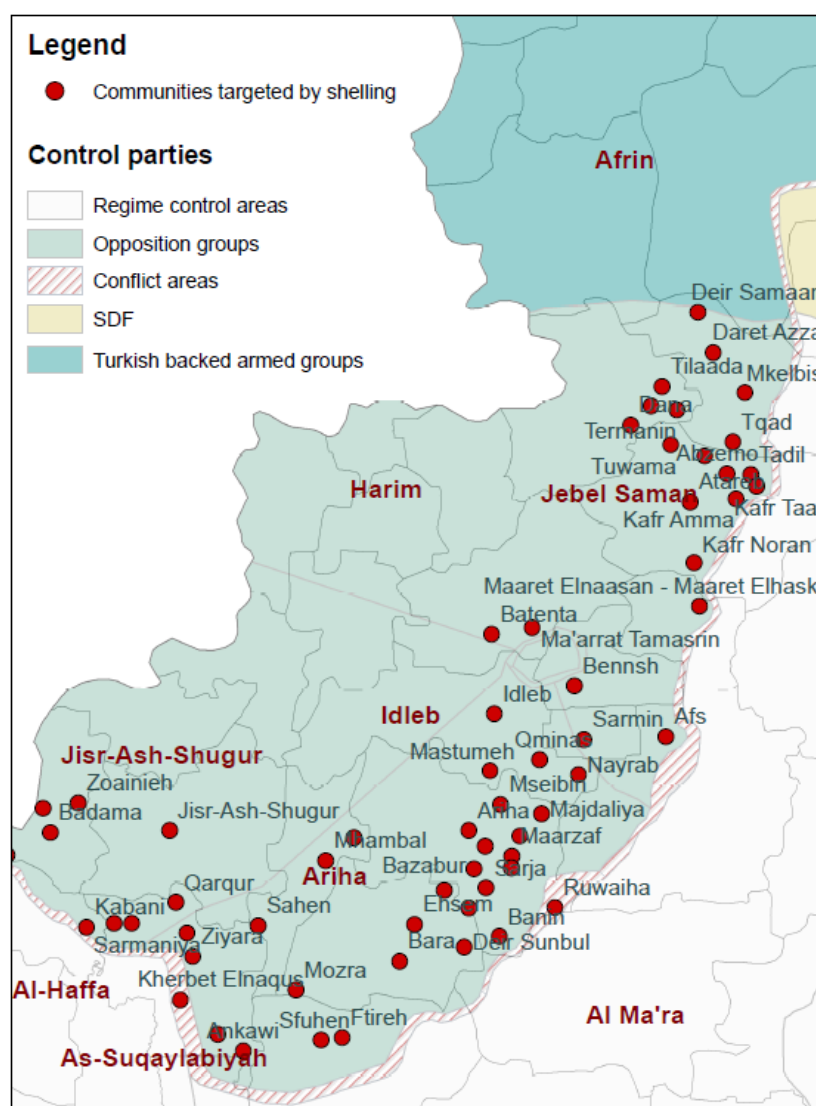 Legend
Communities targeted by shelling
Control parties
Regime control areas
Opposition groups
Conflict areas
SDF
Turkish backed armed groups
Afrin
Deir Samaan
Daret Azza
Tilaada
Mkelbis
Dana
Tqad
Termanin
Abzemo
Tadil
Tuwama
Atareb
Harim
Jebel Saman
Kafr Taa
Kafr Amma
Kafr Noran
Maaret Elnaasan - Maaret Elhask
Batenta
Ma'arrat Tamasrin
Bennsh
Idleb
Idleb
Sarmin
Afs
Qminas
Jisr-Ash-Shugur
Mastumeh
Nayrab
Mseibin
Zoainieh
Badama
Jisr-Ash-Shugur
Ariha
Majdaliya
Mhambal
Maarzaf
Bazabur
Sarja
Ariha
Qarqur
Ruwaiha
Kabani
Sahen
Ehsem
Banin
Sarmaniya
Ziyara
Bara
Deir Sunbul
Kherbet Elnaqus
Mozra
Al-Haffa
Al Ma'ra
Ankawi
Sfuhen
Ftireh
As-Suqaylabiyah